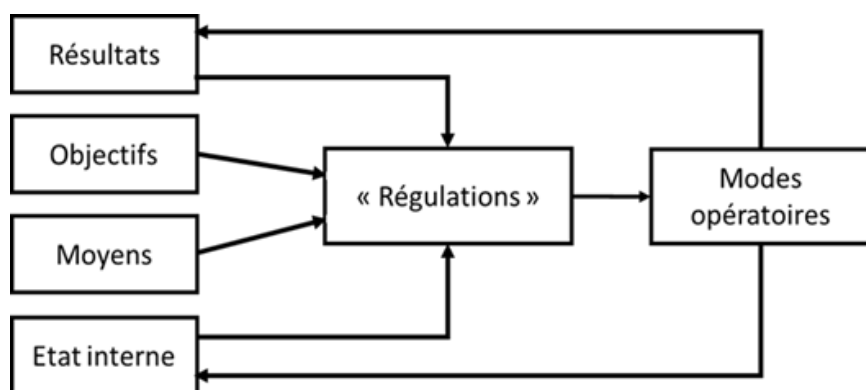 Résultats
Objectifs
Moyens
Etat interne
« Régulations »
Modes
opératoires